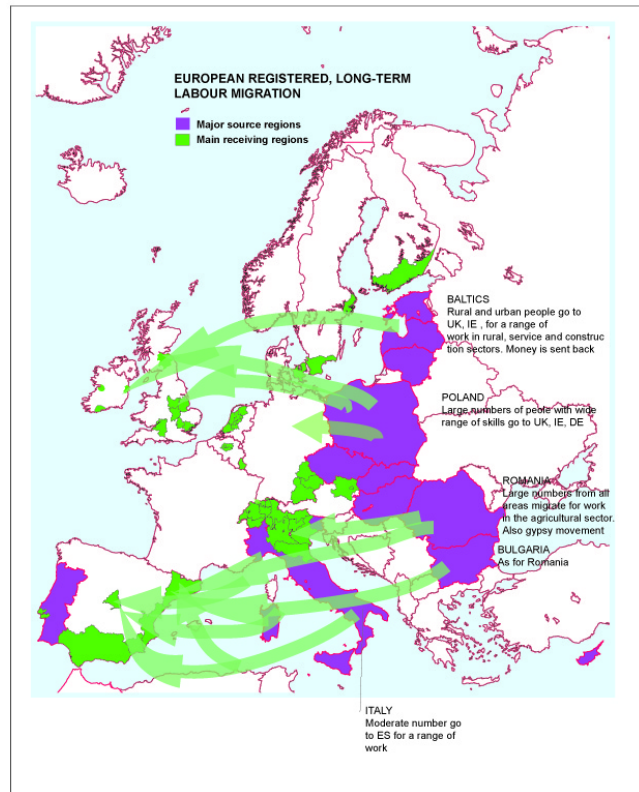 EUROPEAN REGISTERED, LONG-TERM
LABOUR MIGRATION
Major source regions
Main receiving regions
BALTICS
Rural and urban people go to
UK, IE , for a range of
work in rural, service and construc
tion sectors. Money is sent back
POLAND
Large numbers of peofe with wide
range of skills go to UK, IE, DE
ROMANIA
Large numbers from all
areas migrate for work
in the agricultural sector.
Also gypsy movement
BULGARIA
As for Romania
ITALY
Moderate number go
to ES for a range of
work